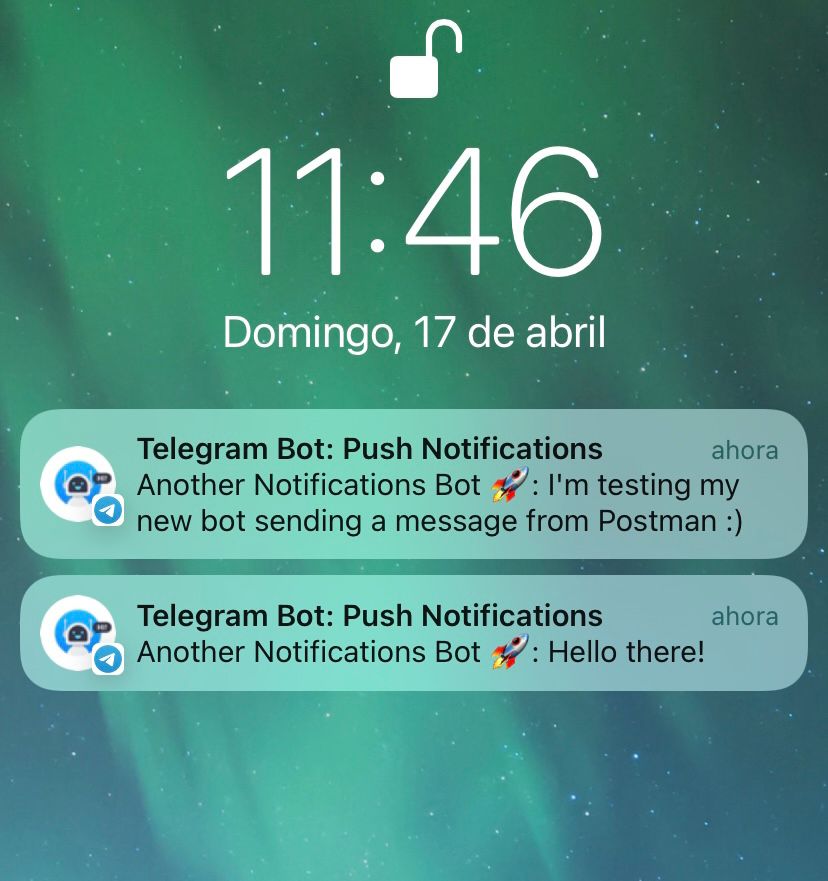 11:46
Domingo, 17 de abril
Telegram Bot: Push Notifications ahora
Another Notifications Bot 🚀: I'm testing my
new bot sending a message from Postman :)
Telegram Bot: Push Notifications ahora
Another Notifications Bot 🚀: Hello there!